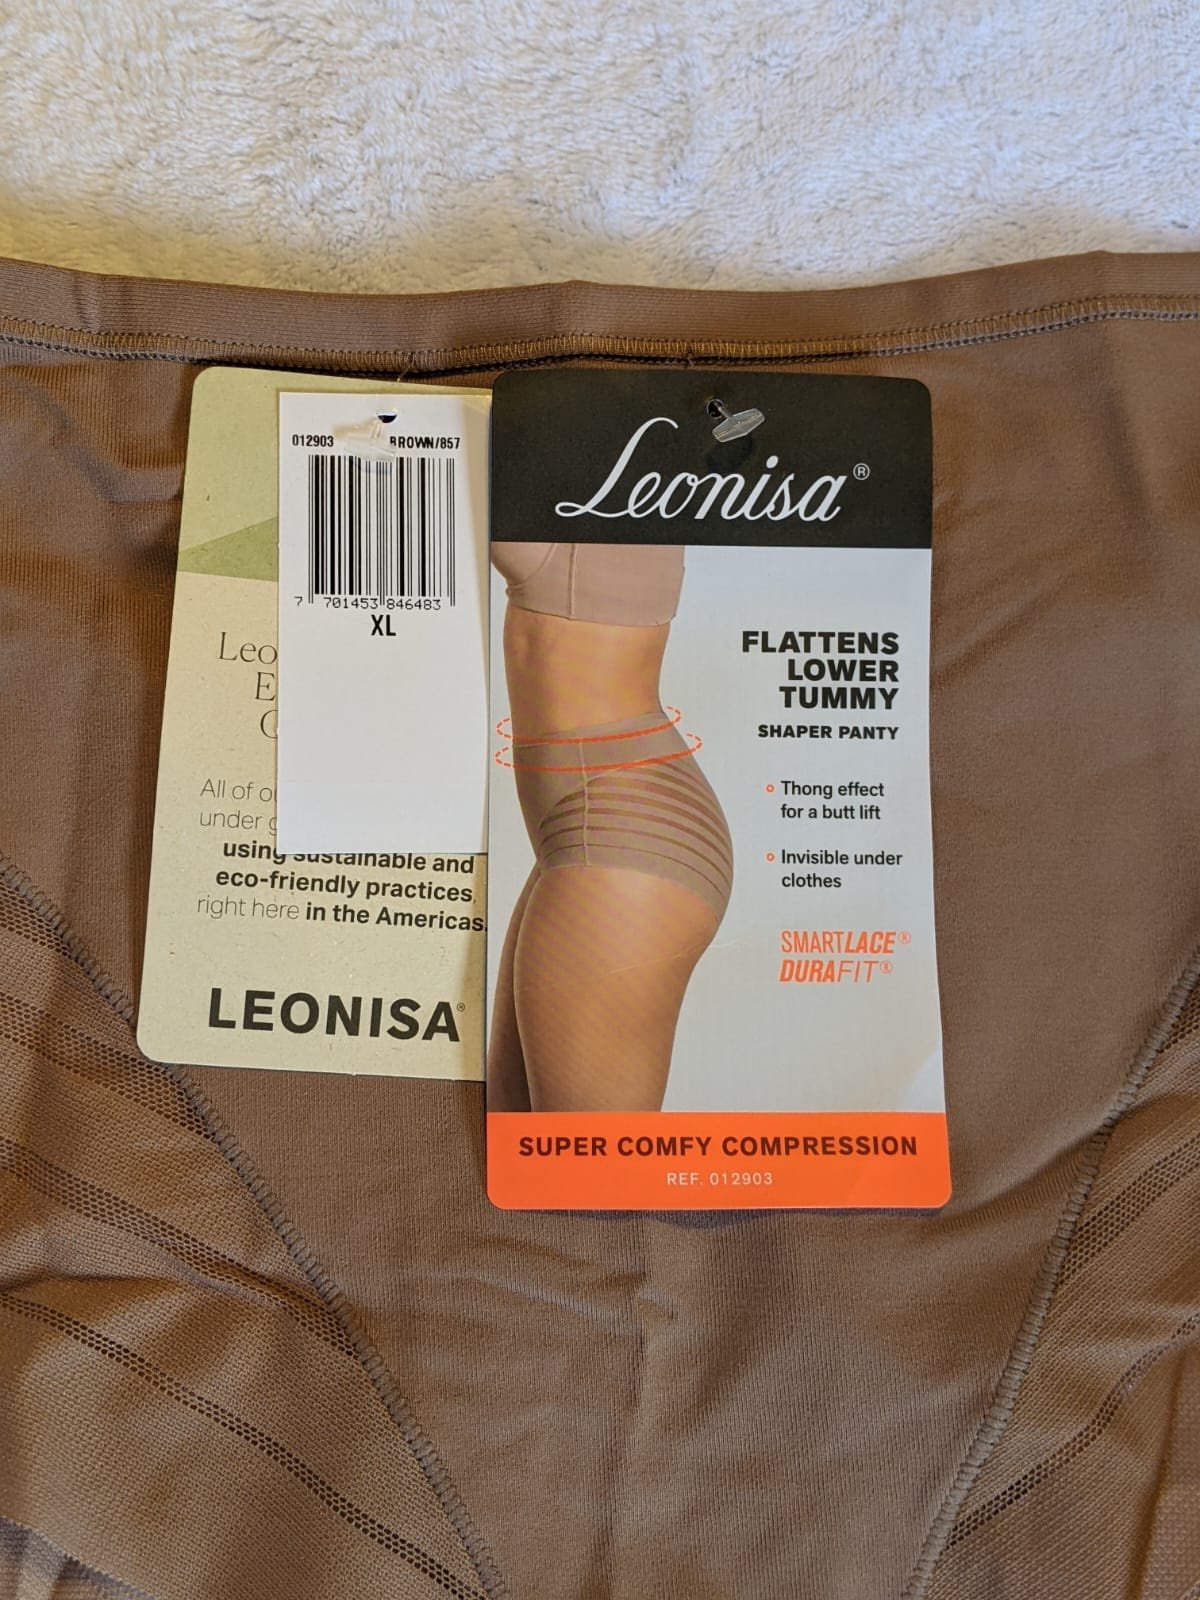 012903 BROWN/857
7 701453 846483
XL
All of
under
using sustainable and
eco-friendly practices,
right here in the Americas.
LEONISA®
Leonisa®
FLATTENS
LOWER
TUMMY
SHAPER PANTY
Thong effect
for a butt lift
Invisible under
clothes
SMARTLACE®
DURAFIT®
SUPER COMFY COMPRESSION
REF. 012903